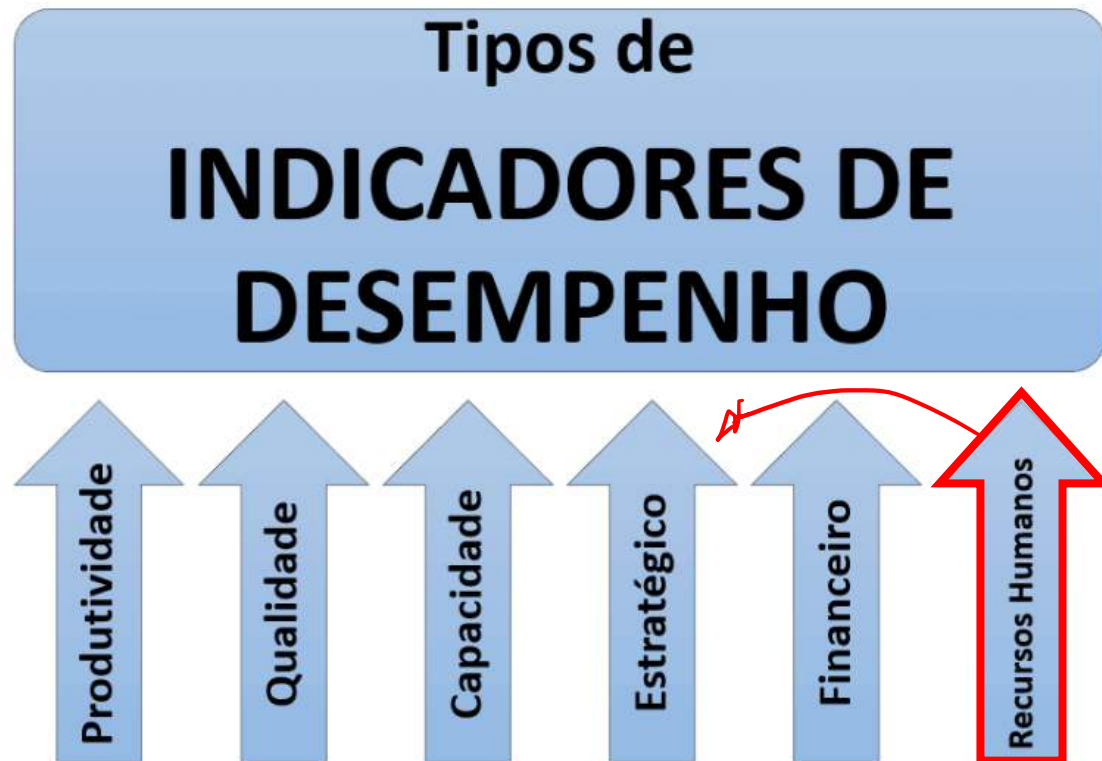 Tipos de
INDICADORES DE
DESEMPENHO
Produtividade
Qualidade
Capacidade
Estratégico
Financeiro
Recursos Humanos